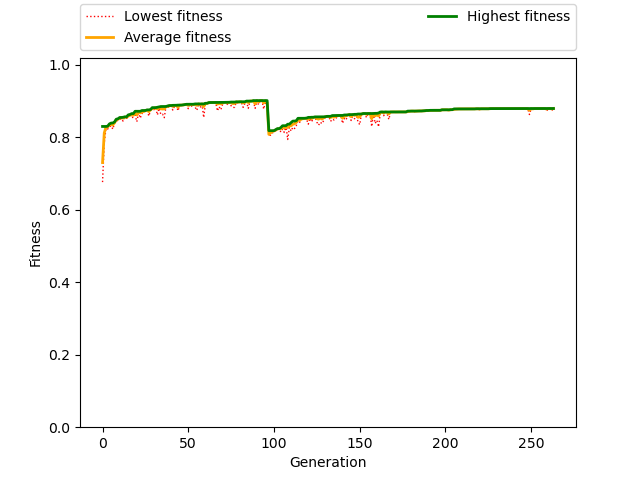 Lowest fitness
Average fitness
Highest fitness
1.0
0.8
0.6
0.4
0.2
0.0
Fitness
0 50 100 150 200 250
Generation